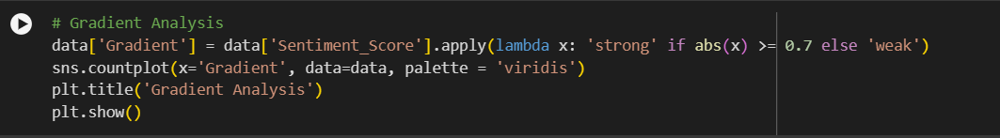 # Gradient Analysis
data['Gradient'] = data['Sentiment_Score'].apply(lambda x: 'strong' if abs(x) >= 0.7 else 'weak')
sns.countplot(x='Gradient', data=data, palette = 'viridis')
plt.title('Gradient Analysis')
plt.show()